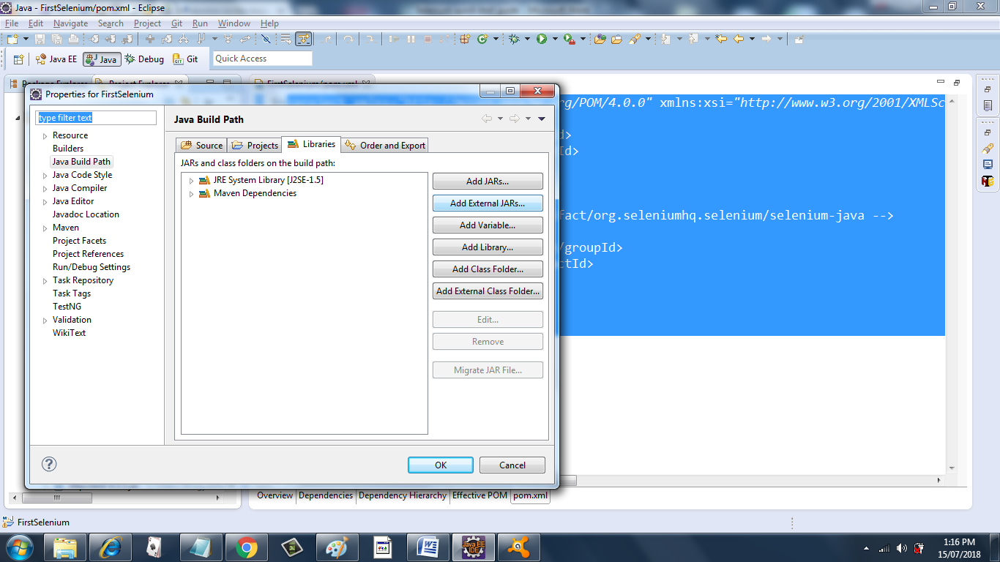 Java - FirstSelenium/pom.xml - Eclipse
File Edit Navigate Search Project Git Run Window Help
Java EE Java Debug Git Quick Access
Properties for FirstSelenium
type filter text
Resource
Builders
Java Build Path
Java Code Style
Java Compiler
Java Editor
Javadoc Location
Maven
Project Facets
Project References
Run/Debug Settings
Task Repository
Task Tags
TestNG
Validation
WikiText
Java Build Path
Source Projects Libraries Order and Export
JARs and class folders on the build path:
JRE System Library [J2SE-1.5]
Maven Dependencies
Add JARs...
Add External JARs...
Add Variable...
Add Library...
Add Class Folder...
Add External Class Folder...
Edit...
Remove
Migrate JAR File...
OK Cancel
rg/POM/4.0.0" xmlns:xsi="http://www.w3.org/2001/XMLSc
d>
Id>
fact/org.seleniumhq.selenium/selenium-java -->
/groupId>
ctId>
Overview Dependencies Dependency Hierarchy Effective POM pom.xml
FirstSelenium
Java EE
IDE
1:16 PM
15/07/2018